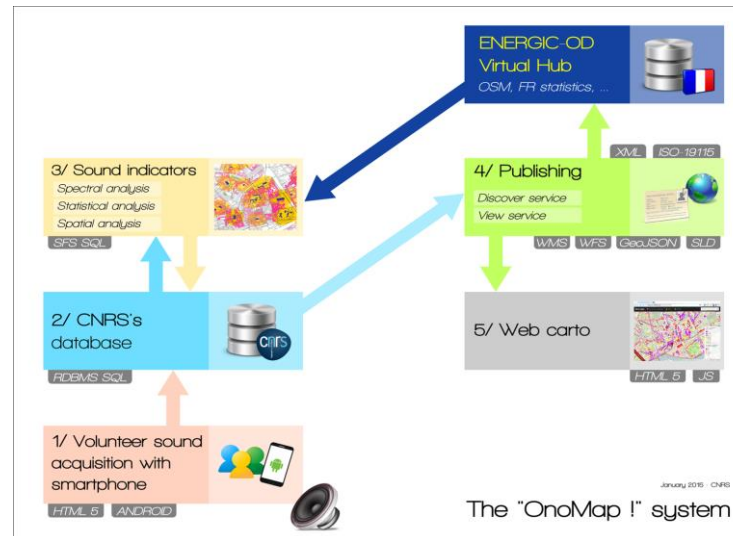 ENERGIC-OD
Virtual Hub
OSM, FR statistics, ...
XML
ISO-19115
3/ Sound indicators
Spectral analysis
Statistical analysis
Spatial analysis
SFS SQL
4/ Publishing
Discover service
View service
WMS
WFS
GeoJSON
SLD
2/ CNRS's
database
cnrs
RDBMS SQL
5/ Web carto
HTML 5
JS
1/ Volunteer sound
acquisition with
smartphone
HTML 5
ANDROID
January 2015 : CNRS
The "OnoMap !" system